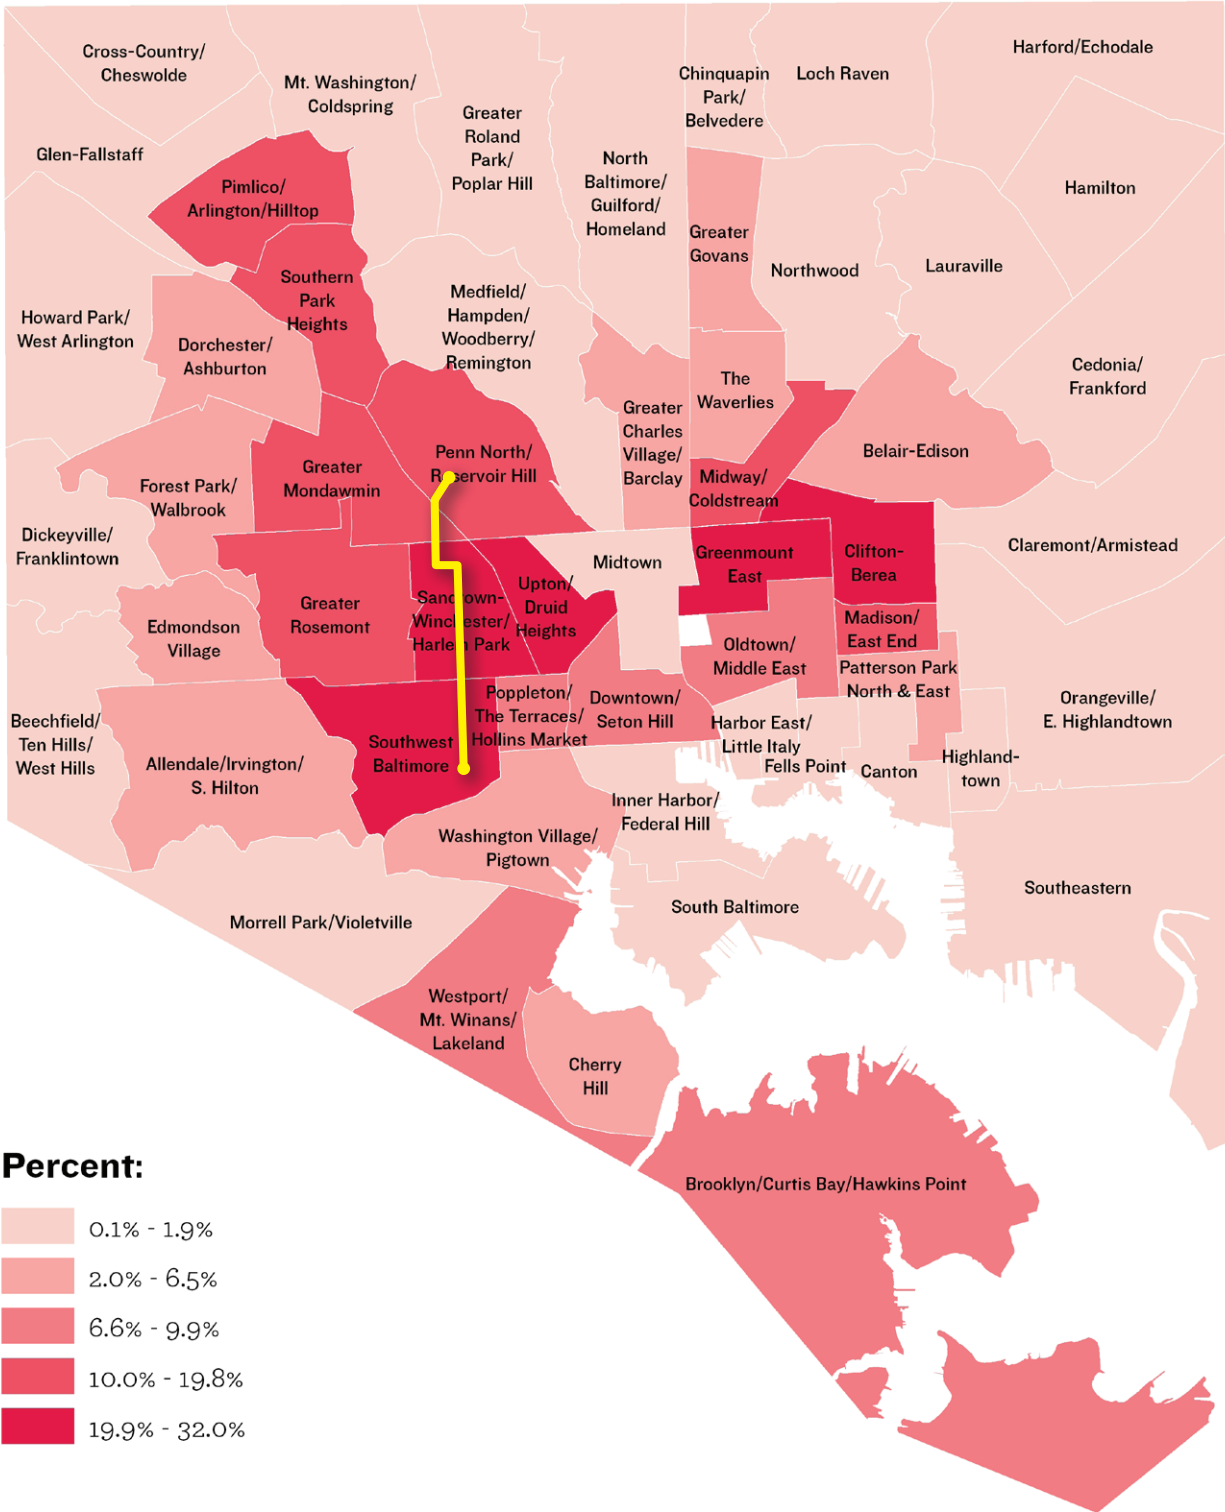 Cross-Country/
Cheswolde
Mt. Washington/
Coldspring
Greater
Roland
Park/
Poplar Hill
North
Baltimore/
Guilford/
Homeland
Chinquapin
Park/
Belvedere
Loch Raven
Harford/Echodale
Glen-Fallstaff
Pimlico/
Arlington/Hilltop
Hamilton
Southern
Park
Heights
Greater
Govans
Northwood
Lauraville
Howard Park/
West Arlington
Dorchester/
Ashburton
Medfield/
Hampden/
Woodberry/
Remington
Cedonia/
Frankford
The
Waverlies
Greater
Charles
Village/
Barclay
Belair-Edison
Penn North/
Reservoir Hill
Greater
Mondawmin
Forest Park/
Walbrook
Midway/
Coldstream
Dickeyville/
Franklintown
Midtown
Greenmount
East
Clifton-
Berea
Claremont/Armistead
Upton/
Druid
Heights
Sandtown-
Winchester/
Harlem Park
Greater
Rosemont
Edmondson
Village
Madison/
East End
Oldtown/
Middle East
Patterson Park
North & East
Orangeville/
E. Highlandtown
Beechfield/
Ten Hills/
West Hills
Allendale/Irvington/
S. Hilton
Southwest
Baltimore
Poppleton/
The Terraces/
Hollins Market
Downtown/
Seton Hill
Harbor East/
Little Italy
Fells Point
Canton
Highland-
town
Inner Harbor/
Federal Hill
Washington Village/
Pigtown
Southeastern
Morrell Park/Violetville
South Baltimore
Westport/
Mt. Winans/
Lakeland
Cherry
Hill
Brooklyn/Curtis Bay/Hawkins Point
Percent:
0.1% - 1.9%
2.0% - 6.5%
6.6% - 9.9%
10.0% - 19.8%
19.9% - 32.0%